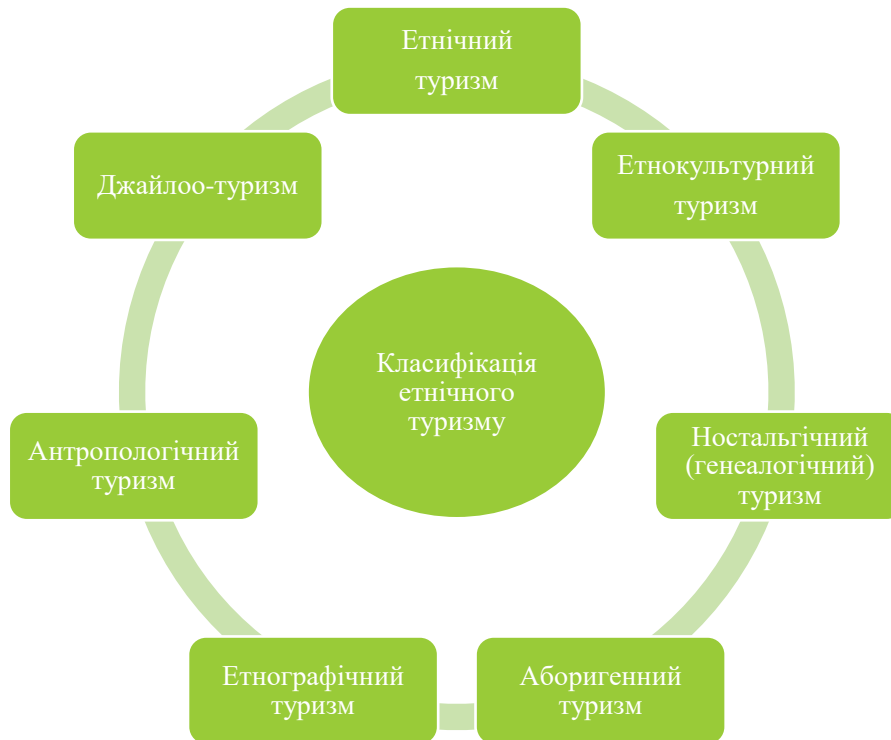 Етнічний
туризм
Етнокультурний
туризм
Ностальгічний
(генеалогічний)
туризм
Аборигенний
туризм
Етнографічний
туризм
Антропологічний
туризм
Джайлоо-туризм
Класифікація
етнічного
туризму